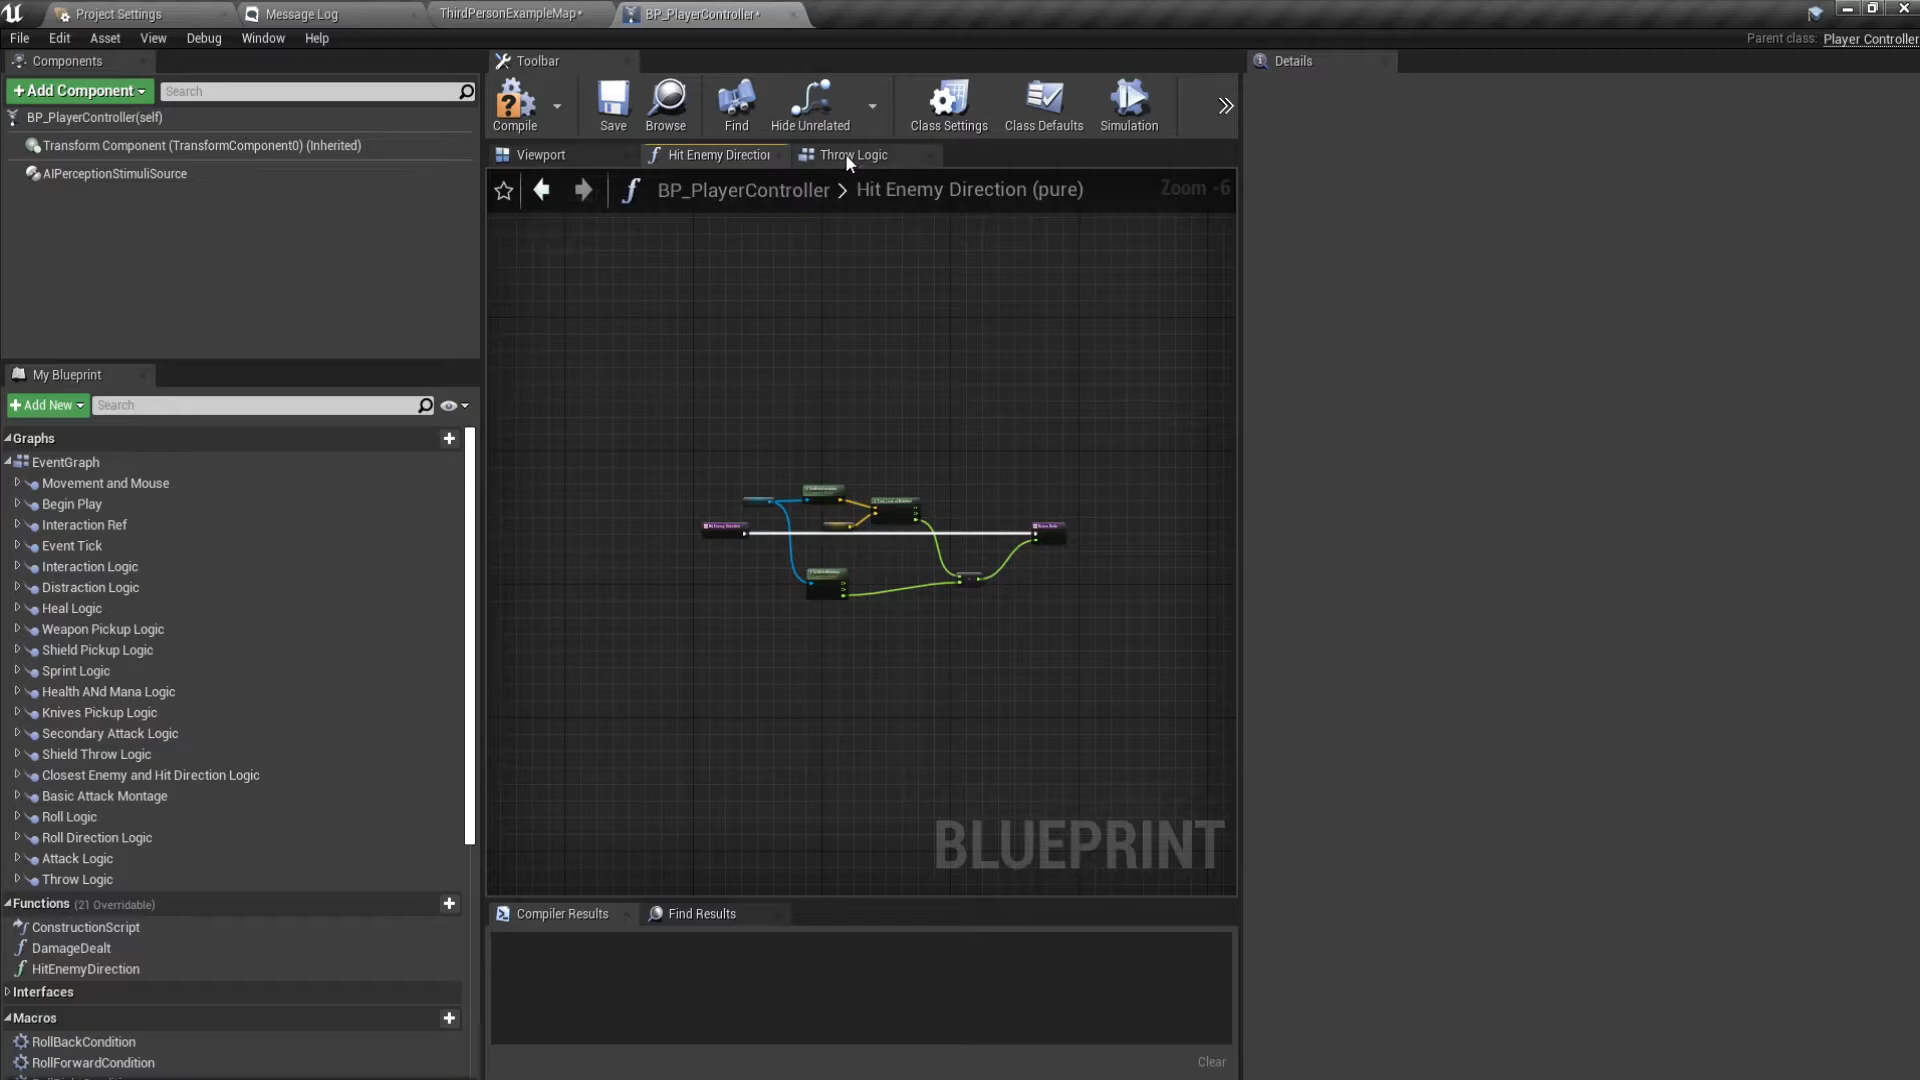 Project Settings
Message Log
ThirdPersonExampleMap*
BP_PlayerController*
File Edit Asset View Debug Window Help
Parent class: Player Controller
Components
+ Add Component
Search
BP_PlayerController(self)
Transform Component (TransformComponent0) (Inherited)
AIPerceptionStimuliSource
Toolbar
Compile
Save
Browse
Find
Hide Unrelated
Class Settings
Class Defaults
Simulation
Details
Viewport
Hit Enemy Direction
Throw Logic
BP_PlayerController > Hit Enemy Direction (pure)
Zoom -6
Hit Enemy Direction
Return Node
BLUEPRINT
My Blueprint
+ Add New
Search
Graphs
EventGraph
Movement and Mouse
Begin Play
Interaction Ref
Event Tick
Interaction Logic
Distraction Logic
Heal Logic
Weapon Pickup Logic
Shield Pickup Logic
Sprint Logic
Health ANd Mana Logic
Knives Pickup Logic
Secondary Attack Logic
Shield Throw Logic
Closest Enemy and Hit Direction Logic
Basic Attack Montage
Roll Logic
Roll Direction Logic
Attack Logic
Throw Logic
Functions (21 Overridable)
ConstructionScript
DamageDealt
HitEnemyDirection
Interfaces
Macros
RollBackCondition
RollForwardCondition
Compiler Results
Find Results
Clear